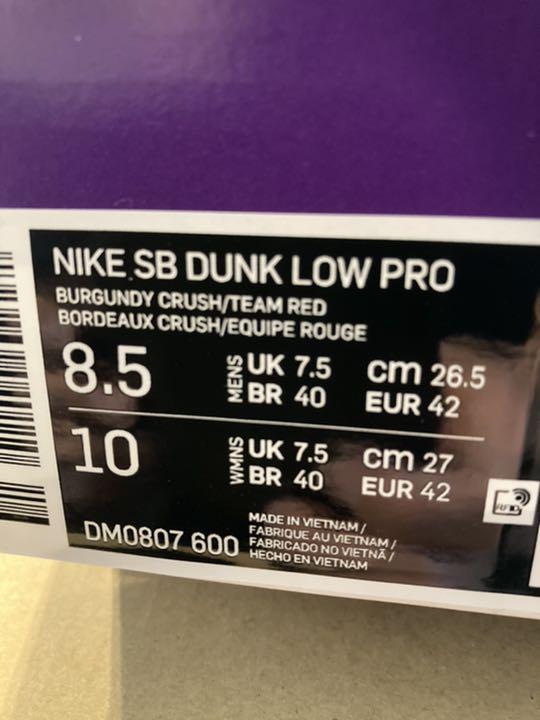 NIKE SB DUNK LOW PRO
BURGUNDY CRUSH/TEAM RED
BORDEAUX CRUSH/EQUIPE ROUGE
8.5 MENS UK 7.5 cm 26.5
BR 40 EUR 42
10 WMNS UK 7.5 cm 27
BR 40 EUR 42
RFID
DM0807 600
MADE IN VIETNAM /
FABRIQUE AU VIETNAM /
FABRICADO NO VIETNÃ /
HECHO EN VIETNAM